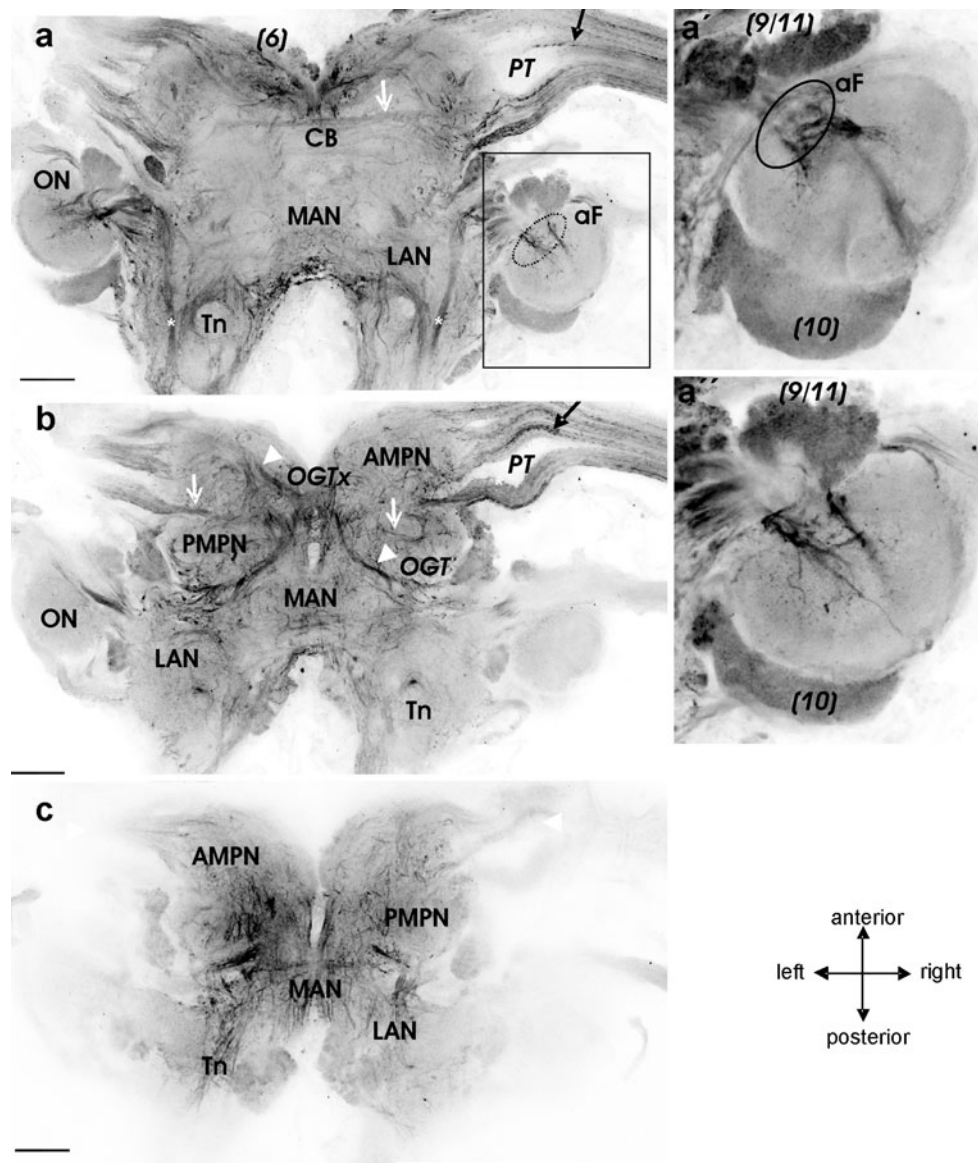 a
(6)
PT
CB
ON
MAN
aF
LAN
Tn
*
*
a´
(9/11)
aF
(10)
b
OGTx
AMPN
PT
PMPN
OGT
MAN
ON
LAN
Tn
a´´
(9/11)
(10)
c
AMPN
PMPN
MAN
LAN
Tn
anterior
left
right
posterior